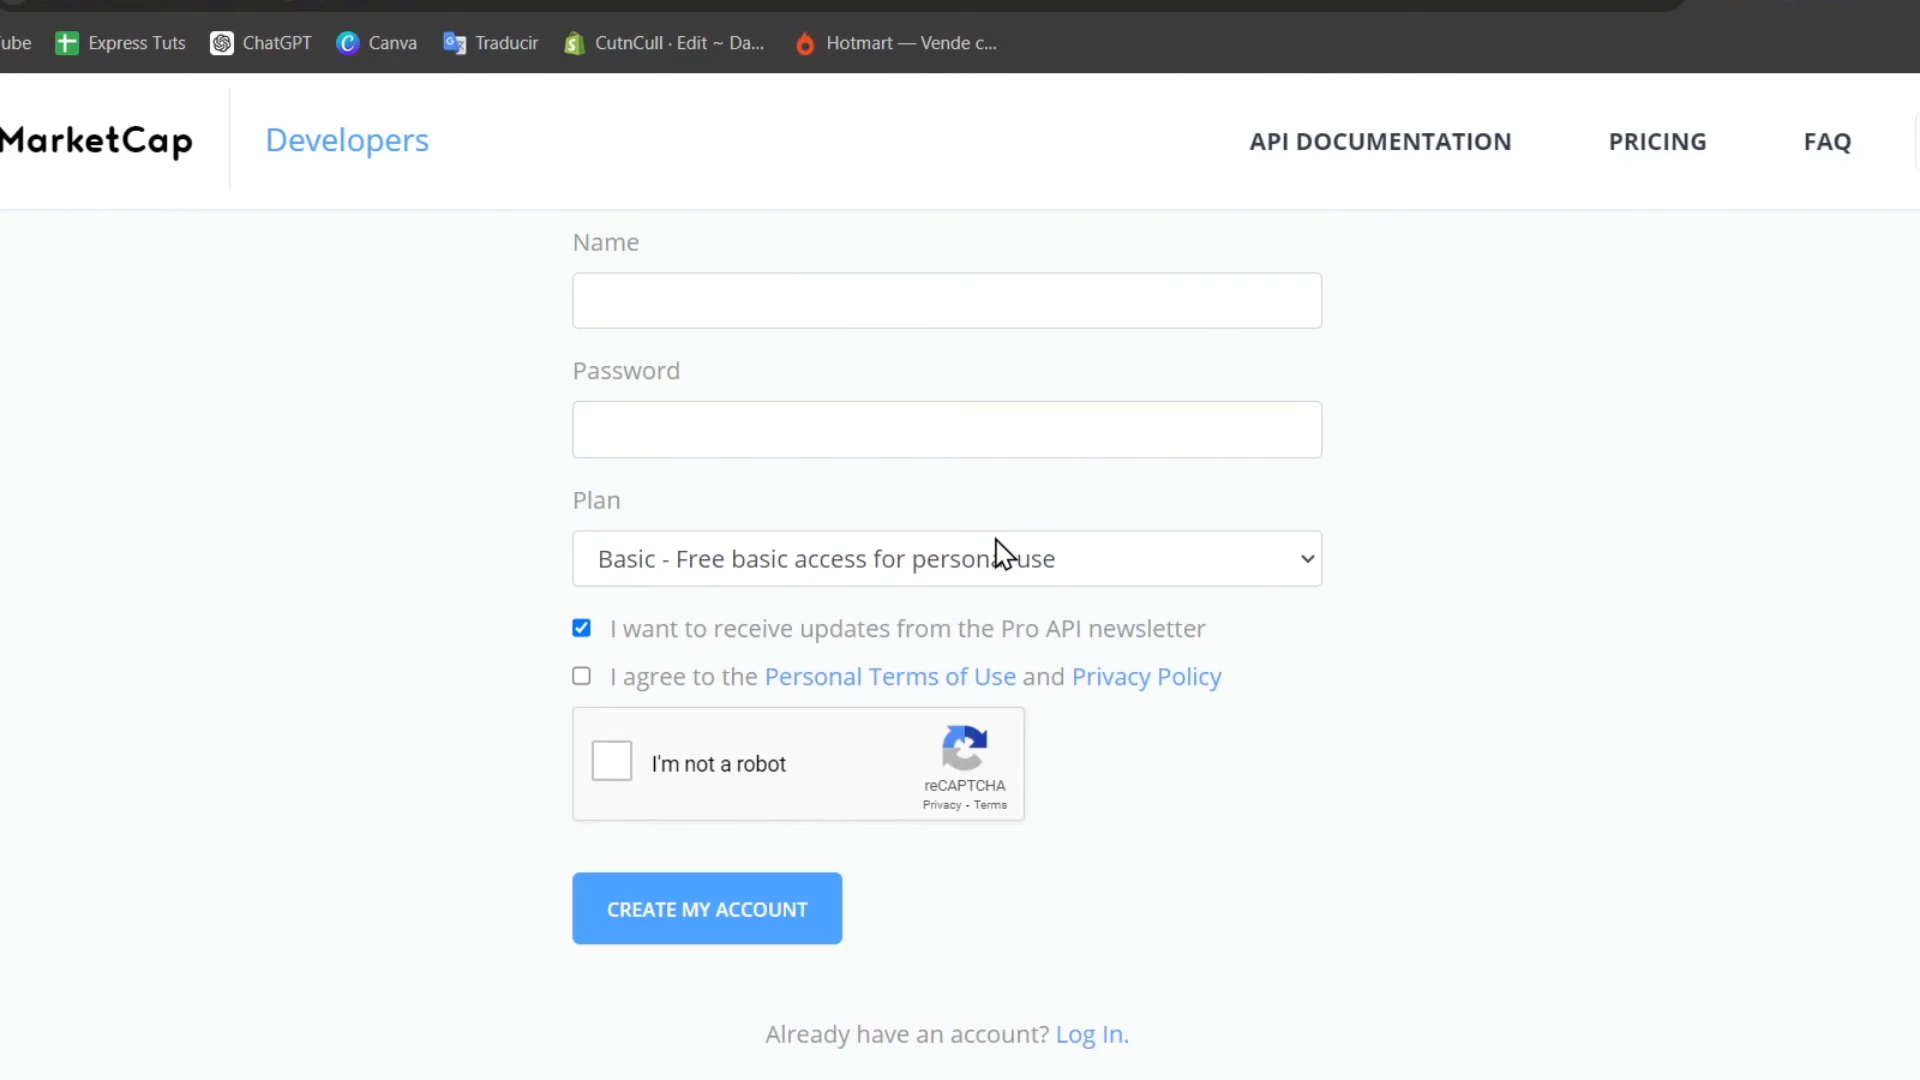 ube Express Tuts ChatGPT Canva Traducir CutnCull · Edit ~ Da... Hotmart — Vende c...
MarketCap Developers API DOCUMENTATION PRICING FAQ
Name
Password
Plan
Basic - Free basic access for personal use
I want to receive updates from the Pro API newsletter
I agree to the Personal Terms of Use and Privacy Policy
I'm not a robot
reCAPTCHA
Privacy - Terms
CREATE MY ACCOUNT
Already have an account? Log In.